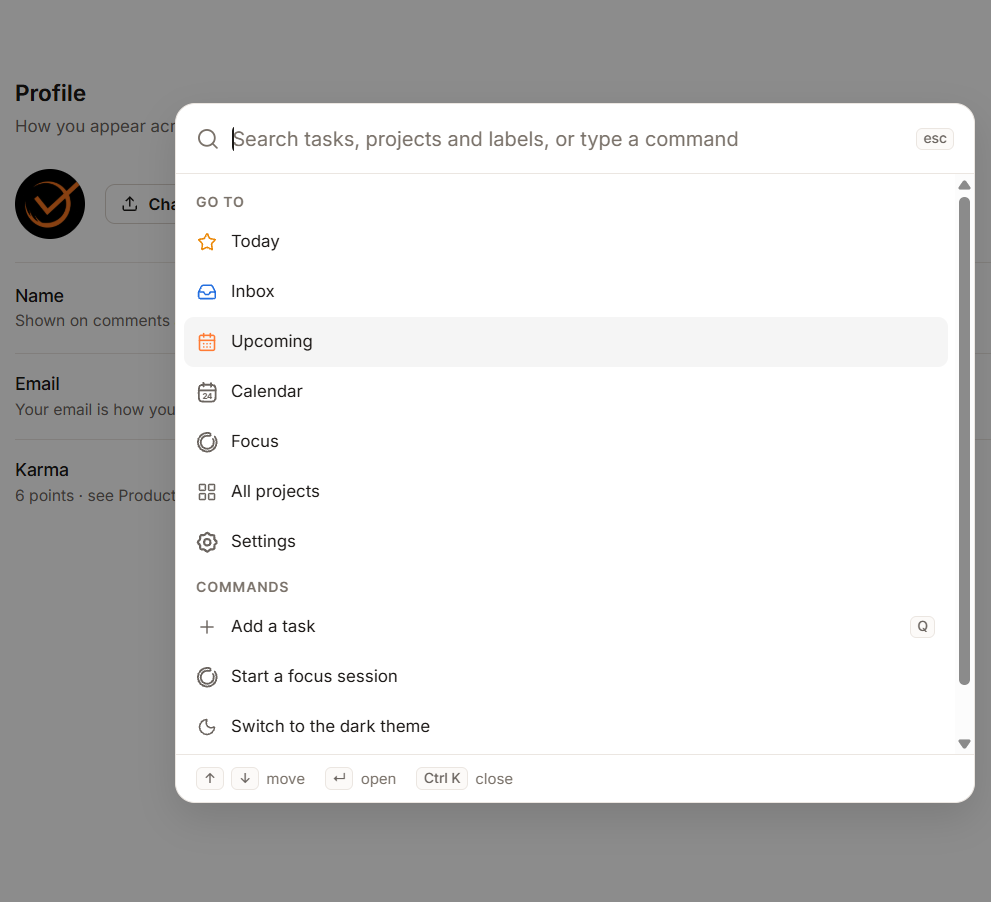 Profile
How you appear acr
Search tasks, projects and labels, or type a command
esc
Cha
GO TO
Today
Inbox
Name
Shown on comments
Upcoming
Email
Your email is how you
24
Calendar
Focus
Karma
6 points · see Product
All projects
Settings
COMMANDS
Add a task
Q
Start a focus session
Switch to the dark theme
↑ ↓ move ↵ open Ctrl K close